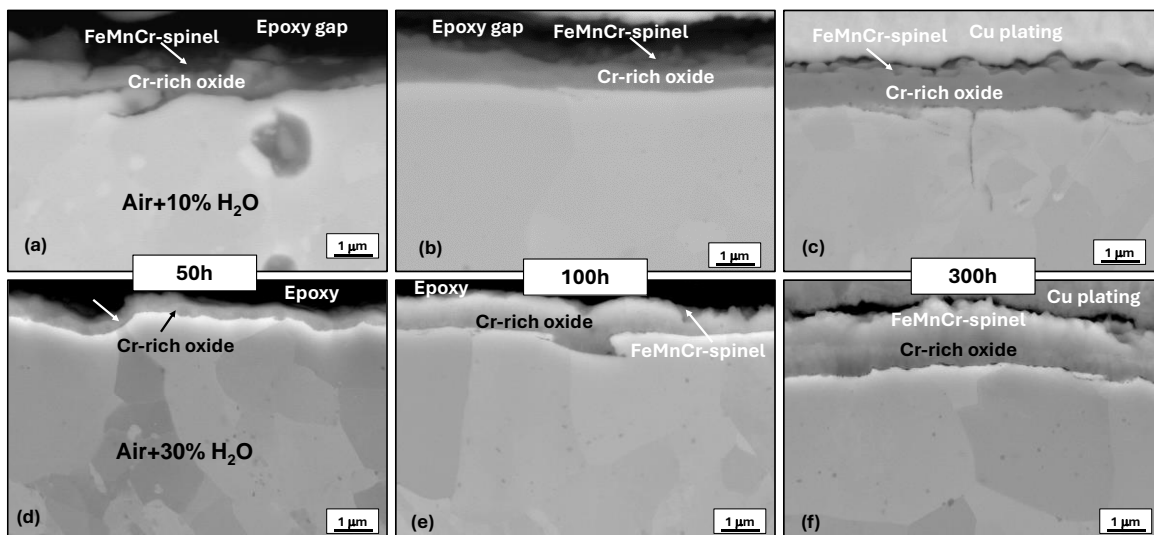 Epoxy gap
FeMnCr-spinel
Cr-rich oxide
Air+10% H₂O
(a)
1 μm
Epoxy gap
FeMnCr-spinel
Cr-rich oxide
(b)
1 μm
Cu plating
FeMnCr-spinel
Cr-rich oxide
(c)
1 μm
50h
100h
300h
Epoxy
Cr-rich oxide
Air+30% H₂O
(d)
1 μm
Epoxy
Cr-rich oxide
FeMnCr-spinel
(e)
1 μm
Cu plating
FeMnCr-spinel
Cr-rich oxide
(f)
1 μm